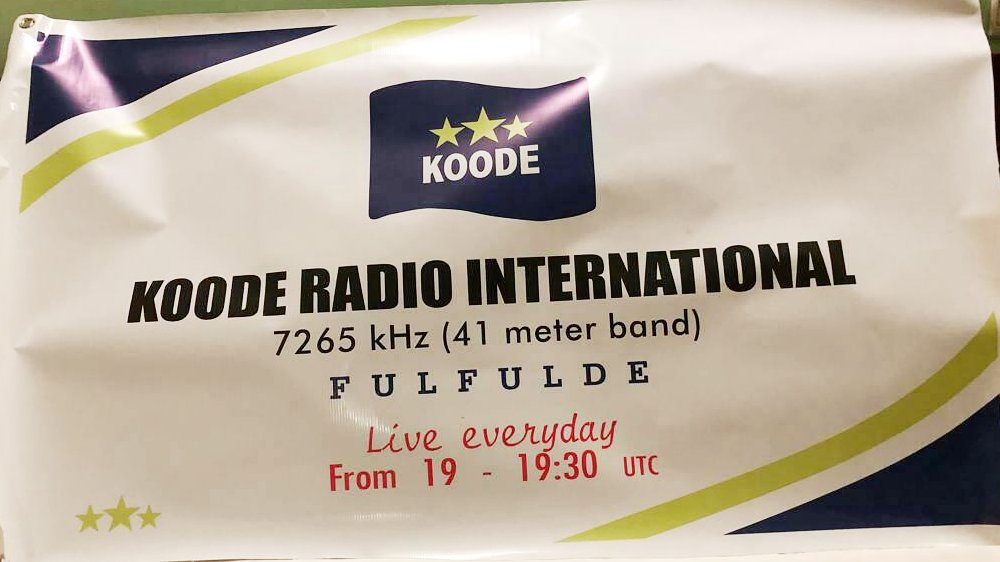 KOODE
KOODE RADIO INTERNATIONAL
7265 kHz (41 meter band)
FULFULDE
Live everyday
From 19 - 19:30 UTC